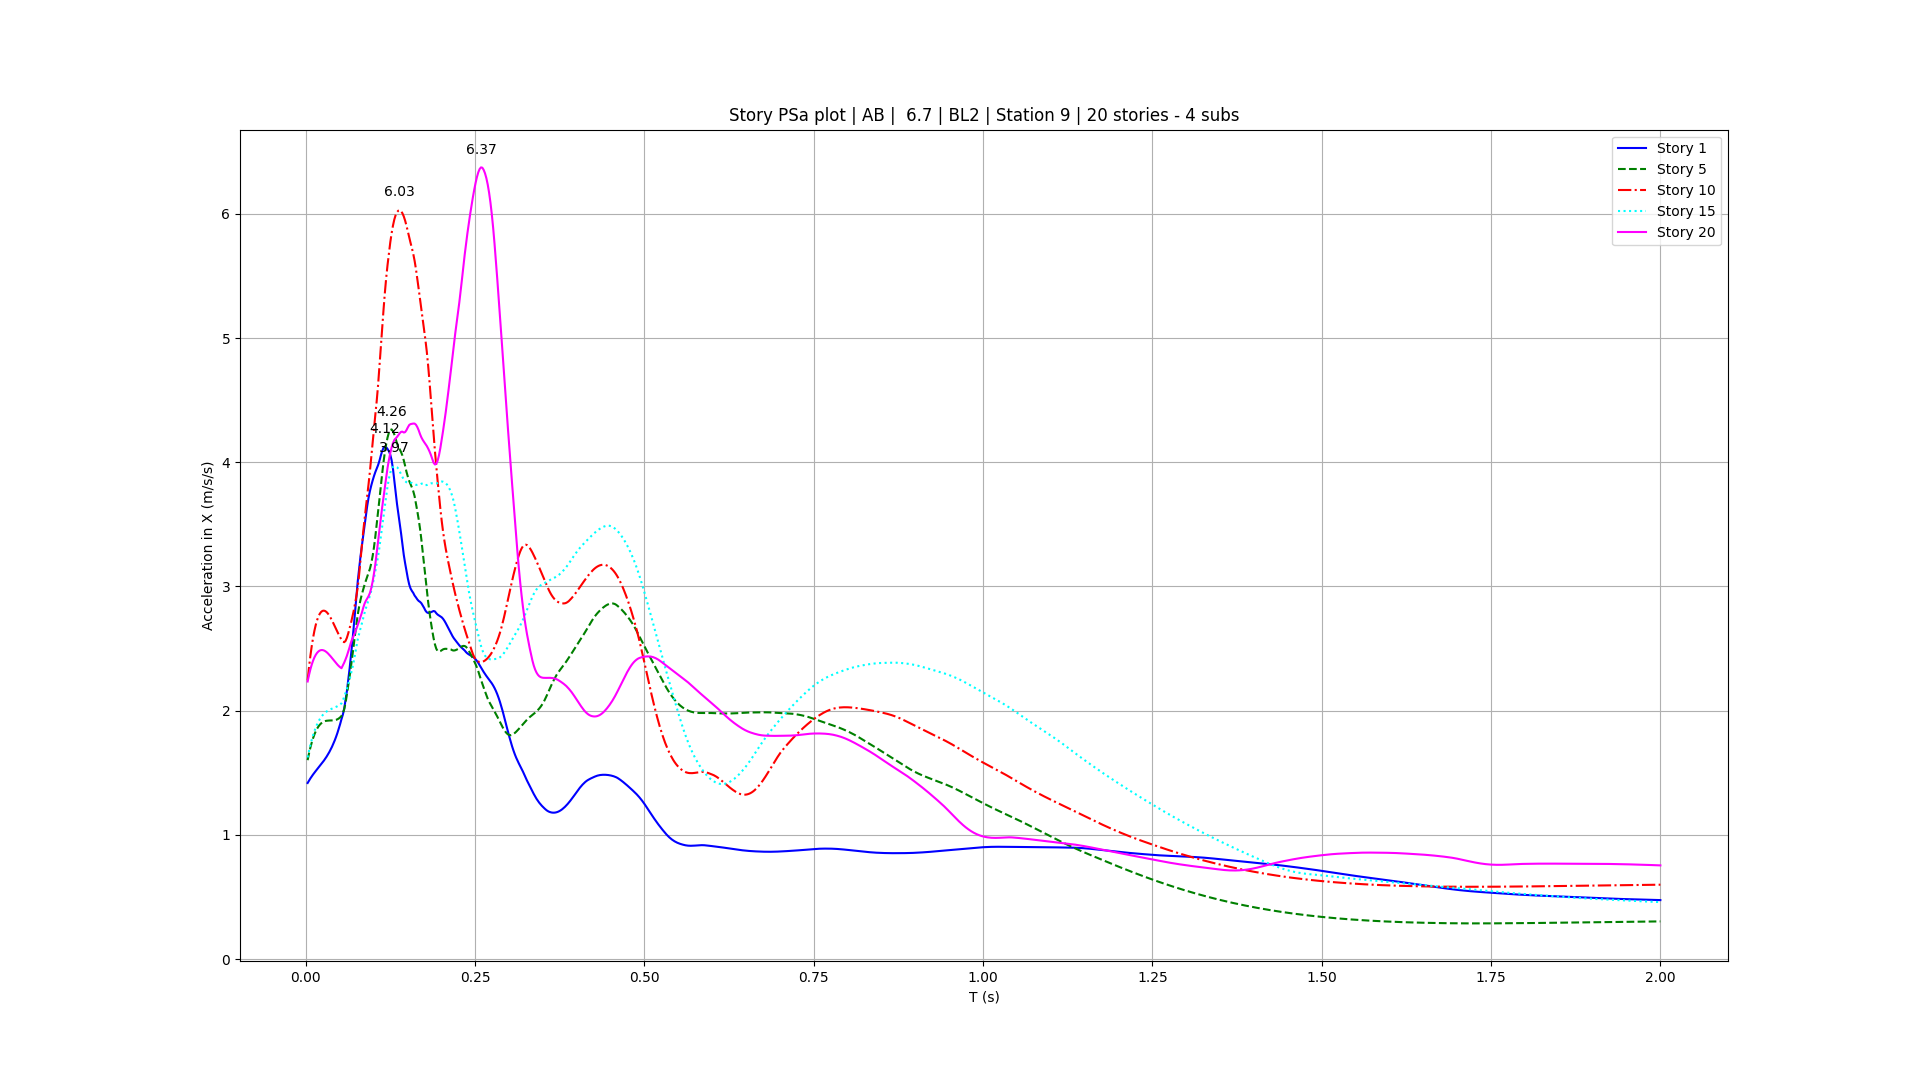 Story PSa plot | AB |  6.7 | BL2 | Station 9 | 20 stories - 4 subs
6.37
6.03
4.26
4.12
3.97
Story 1
Story 5
Story 10
Story 15
Story 20
Acceleration in X (m/s/s)
6
5
4
3
2
1
0
0.00 0.25 0.50 0.75 1.00 1.25 1.50 1.75 2.00
T (s)